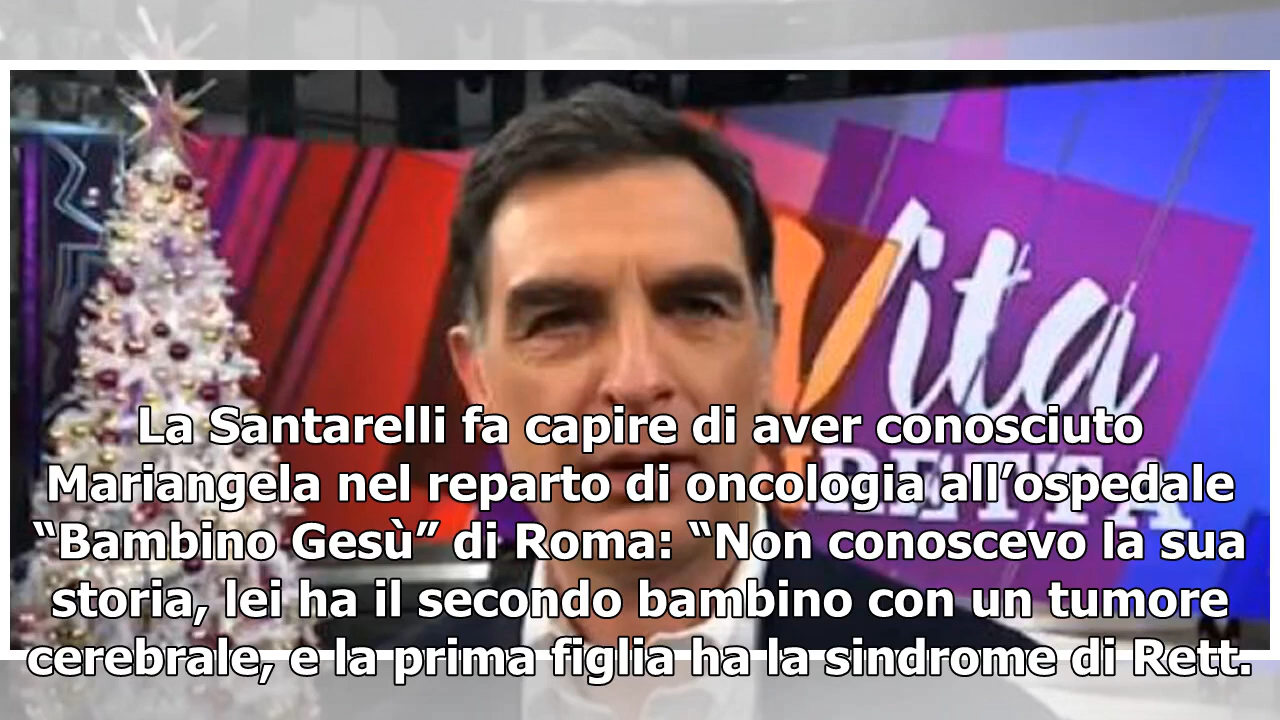 Vita
DIRETTA
La Santarelli fa capire di aver conosciuto
Mariangela nel reparto di oncologia all’ospedale
“Bambino Gesù” di Roma: “Non conoscevo la sua
storia, lei ha il secondo bambino con un tumore
cerebrale, e la prima figlia ha la sindrome di Rett.